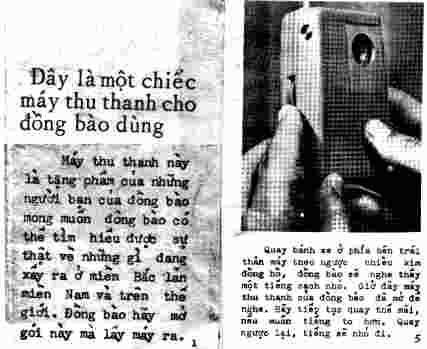 Đây là một chiếc
máy thu thanh cho
đồng bào dùng
Máy thu thanh này
là tặng phẩm của những
người bạn của đồng bào
mong muốn đồng bào có
thể tìm hiểu được sự
thật về những gì đang
xảy ra ở miền Bắc lẫn
miền Nam và trên thế
giới. Đồng bào hãy mở
gói này mà lấy máy ra.
1
Quay bánh xe ở phía bên trái
thân máy theo ngược chiều kim
đồng hồ, đồng bào sẽ nghe thấy
một tiếng sạch nhỏ. Giờ đây máy
thu thanh của đồng bào đã mở để
nghe. Hãy tiếp tục quay thế mãi,
nếu muốn tiếng to hơn. Quay
ngược lại, tiếng sẽ nhỏ đi.
5